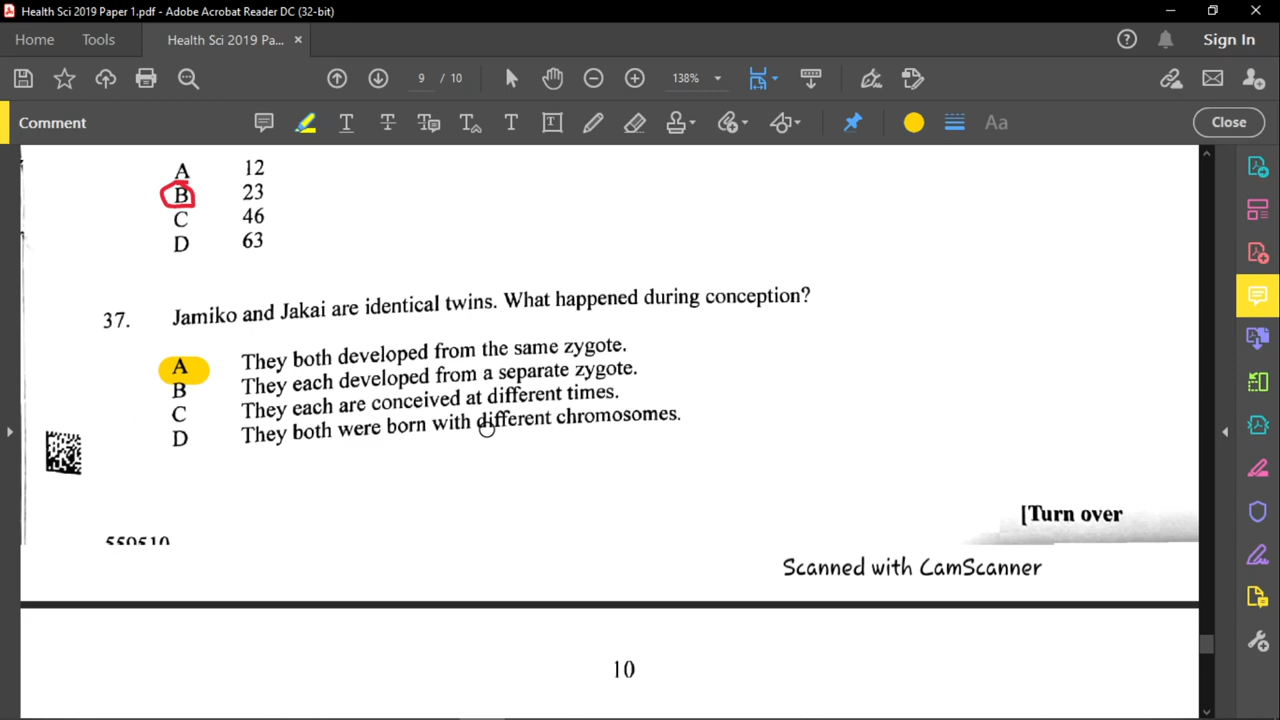 Health Sci 2019 Paper 1.pdf - Adobe Acrobat Reader DC (32-bit)
Home Tools Health Sci 2019 Pa... × Sign In
9 / 10 138%
Comment Aa Close
A 12
B 23
C 46
D 63
37. Jamiko and Jakai are identical twins. What happened during conception?
A They both developed from the same zygote.
B They each developed from a separate zygote.
C They each are conceived at different times.
D They both were born with different chromosomes.
[Turn over
559510
Scanned with CamScanner
10